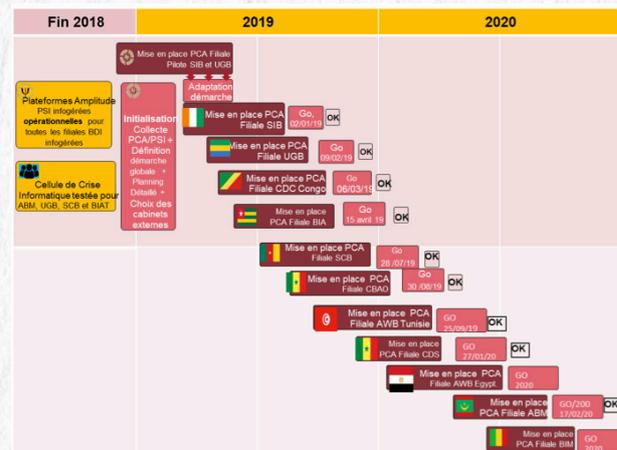 Fin 2018
2019
2020
Mise en place PCA Filiale
Pilote SIB et UGB
Plateformes Amplitude
PSI infogérées
opérationnelles pour
toutes les filiales BDI
infogérées
Cellule de Crise
Informatique testée pour
ABM, UGB, SCB et BIAT
Initialisation
Collecte
PCA/PSI +
Définition
démarche
globale +
Planning
Détaillé +
Choix des
cabinets
externes
Adaptation
démarche
Mise en place PCA
Filiale SIB
Go,
02/01/19
OK
Mise en place PCA
Filiale UGB
Go
09/02/19
OK
Mise en place PCA
Filiale CDC Congo
Go
06/03/19
OK
Mise en place
PCA Filiale BIA
Go
15 avril 19
OK
Mise en place PCA
Filiale SCB
Go
28 /07/19
OK
Mise en place PCA
Filiale CBAO
Go
30 /08/19
OK
Mise en place PCA
Filiale AWB Tunisie
GO
25/09/19
OK
Mise en place
PCA Filiale CDS
GO
27/01/20
OK
Mise en place PCA
Filiale AWB Egypt.
GO
2020
Mise en place
PCA Filiale ABM
GO/200
17/02/20
OK
Mise en place
PCA Filiale BIM
GO
2020